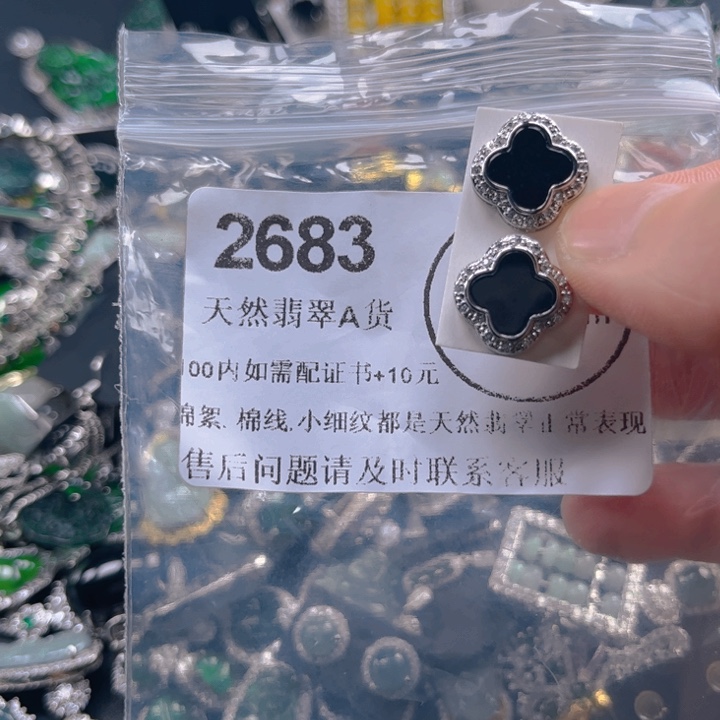 2683
天然翡翠A货
00内如需配证书+10元
棉絮.棉线.小细纹都是天然翡翠正常表现
售后问题请及时联系客服